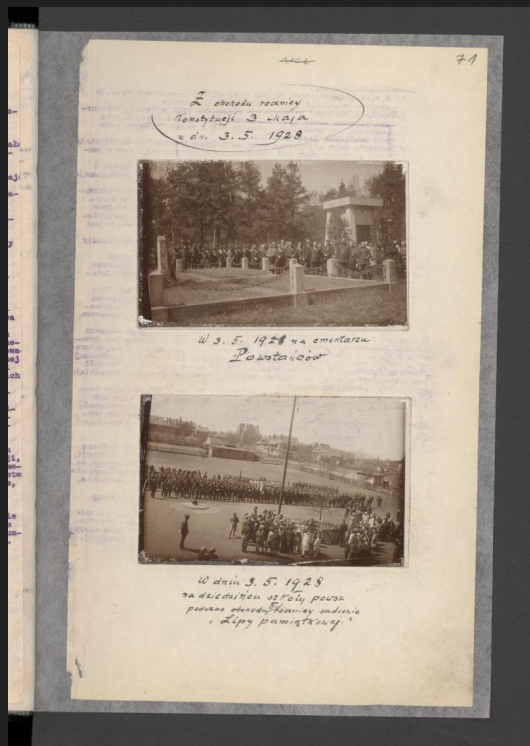 71
Z obchodu rocznicy
Konstytucji 3 Maja
w dn. 3. 5. 1928
W 3. 5. 1928 na cmentarzu
Powstańców
W dniu 3. 5. 1928
na dziedzińcu szkoły powsz
podczas obchodu rocznicy sadzenie
"Lipy pamiątkowej."